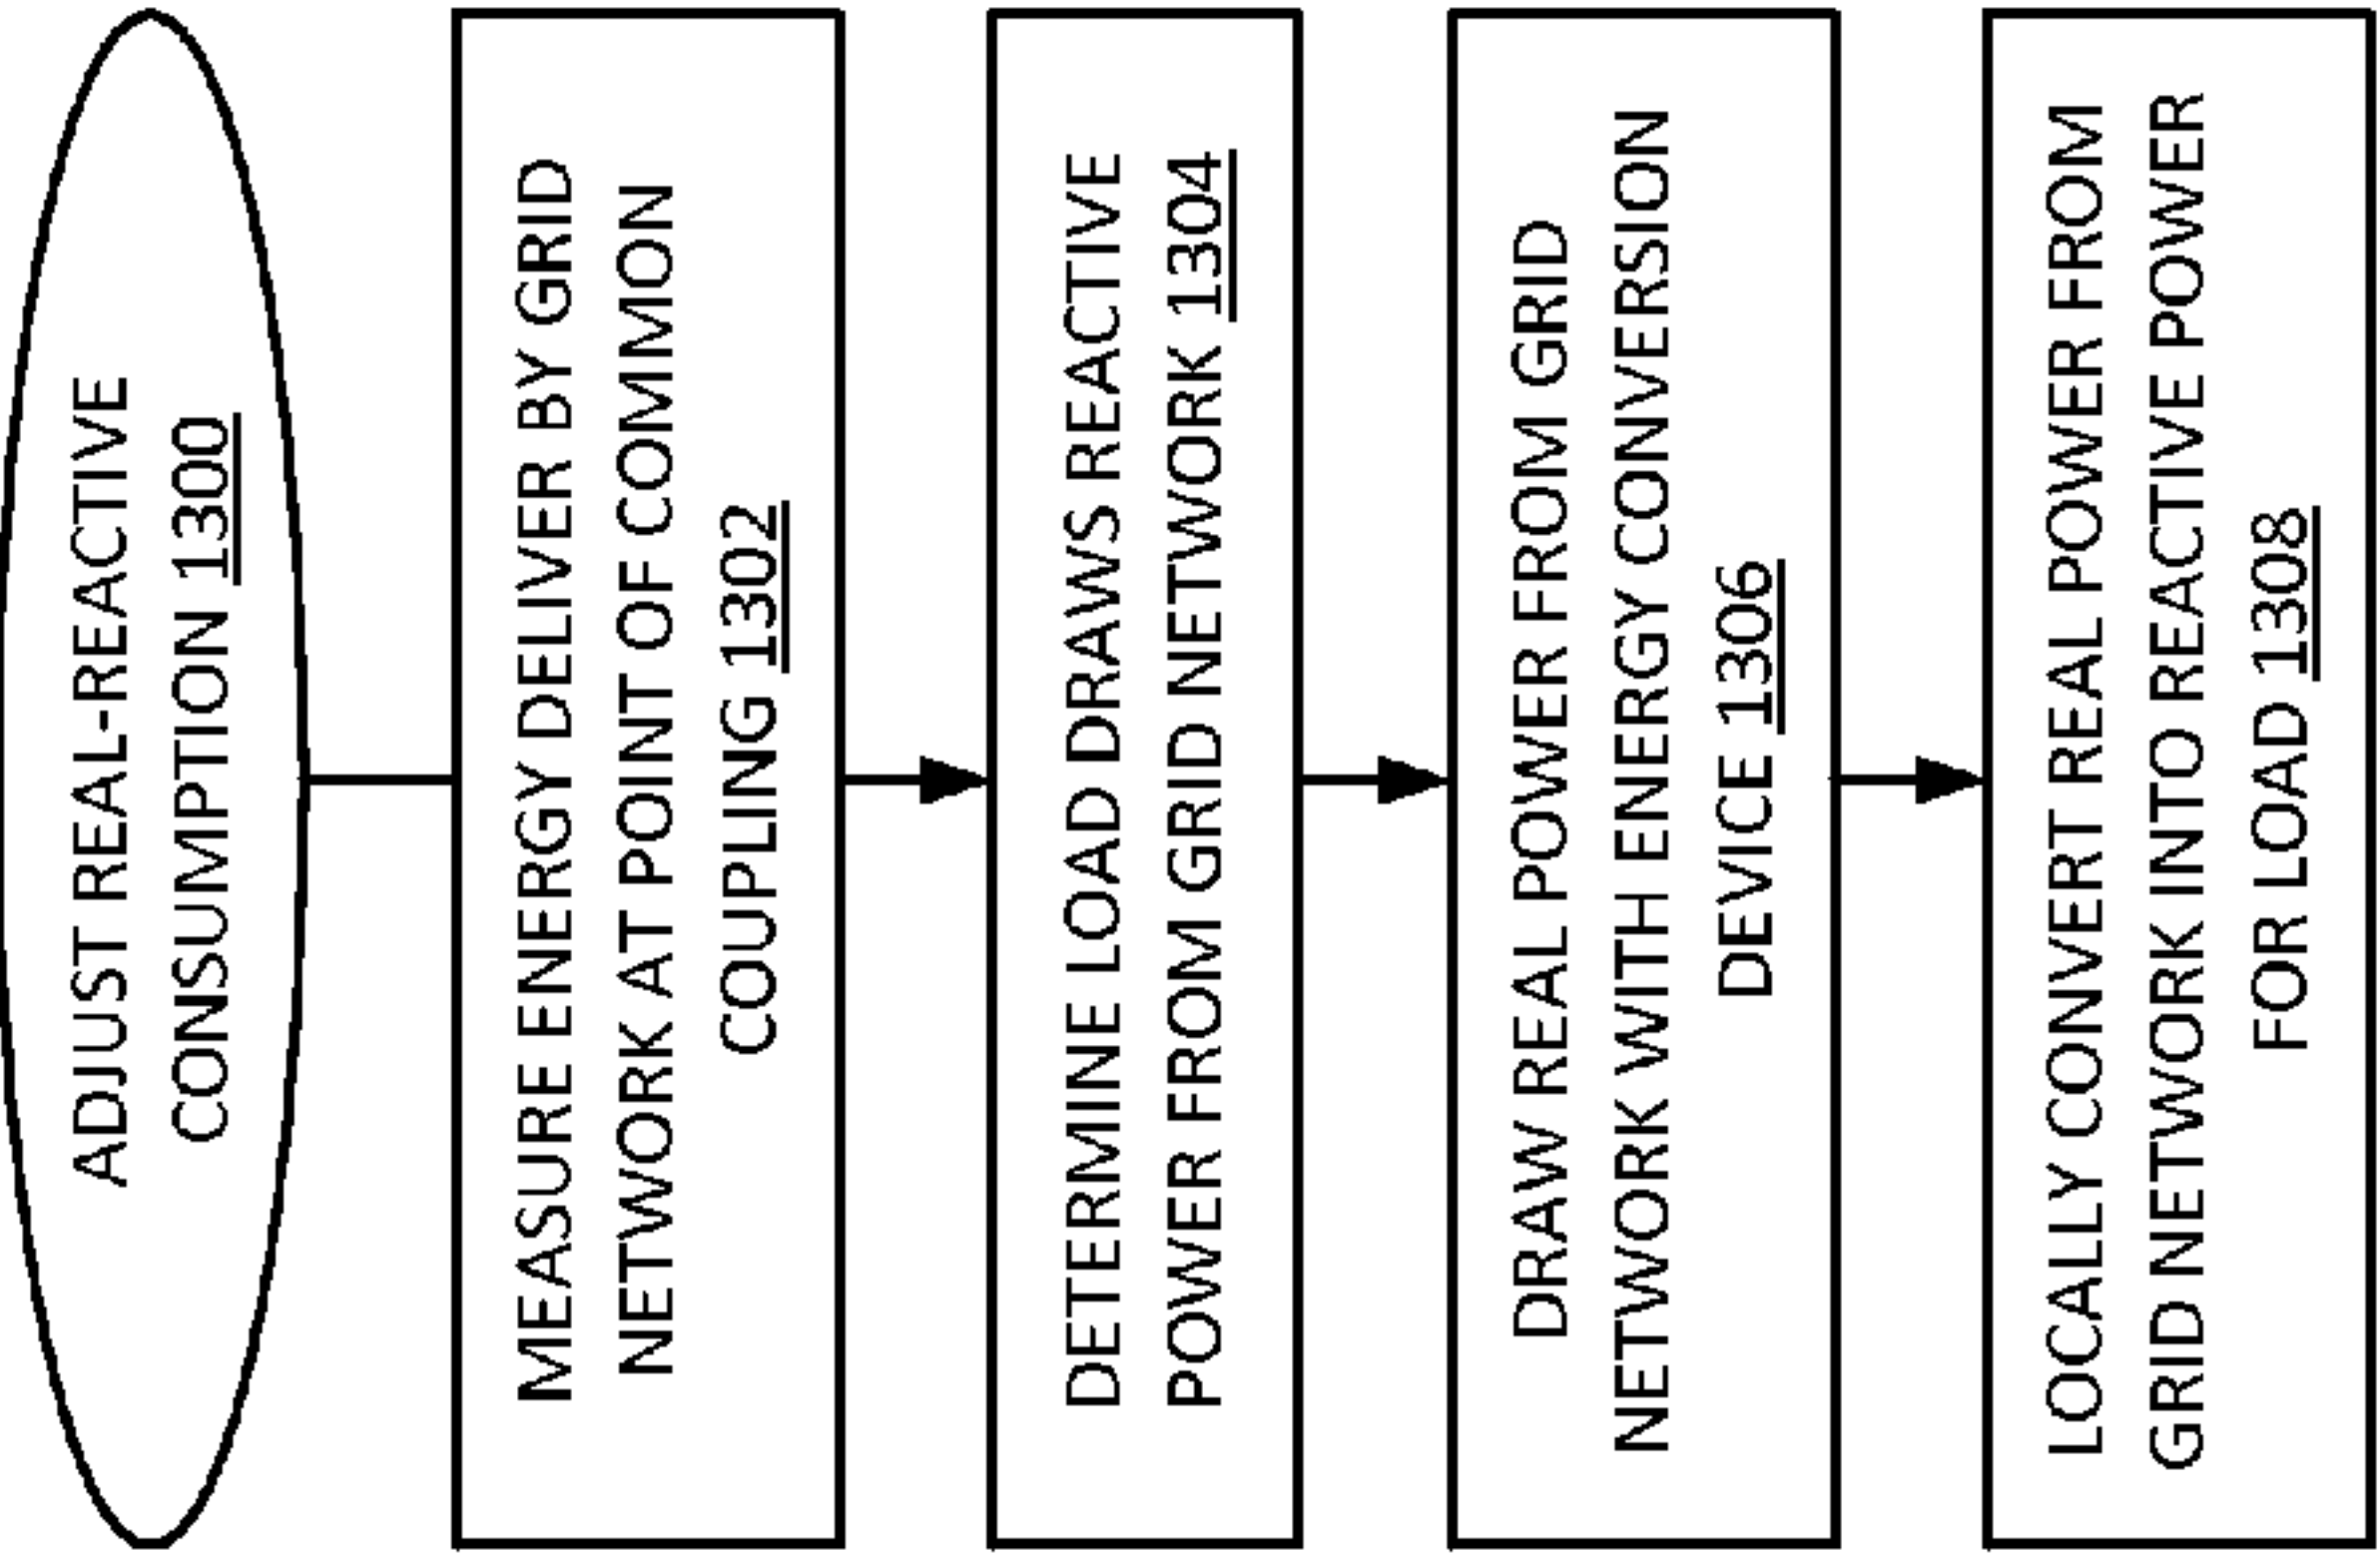 ADJUST REAL-REACTIVE
CONSUMPTION 1300
MEASURE ENERGY DELIVER BY GRID
NETWORK AT POINT OF COMMON
COUPLING 1302
DETERMINE LOAD DRAWS REACTIVE
POWER FROM GRID NETWORK 1304
DRAW REAL POWER FROM GRID
NETWORK WITH ENERGY CONVERSION
DEVICE 1306
LOCALLY CONVERT REAL POWER FROM
GRID NETWORK INTO REACTIVE POWER
FOR LOAD 1308